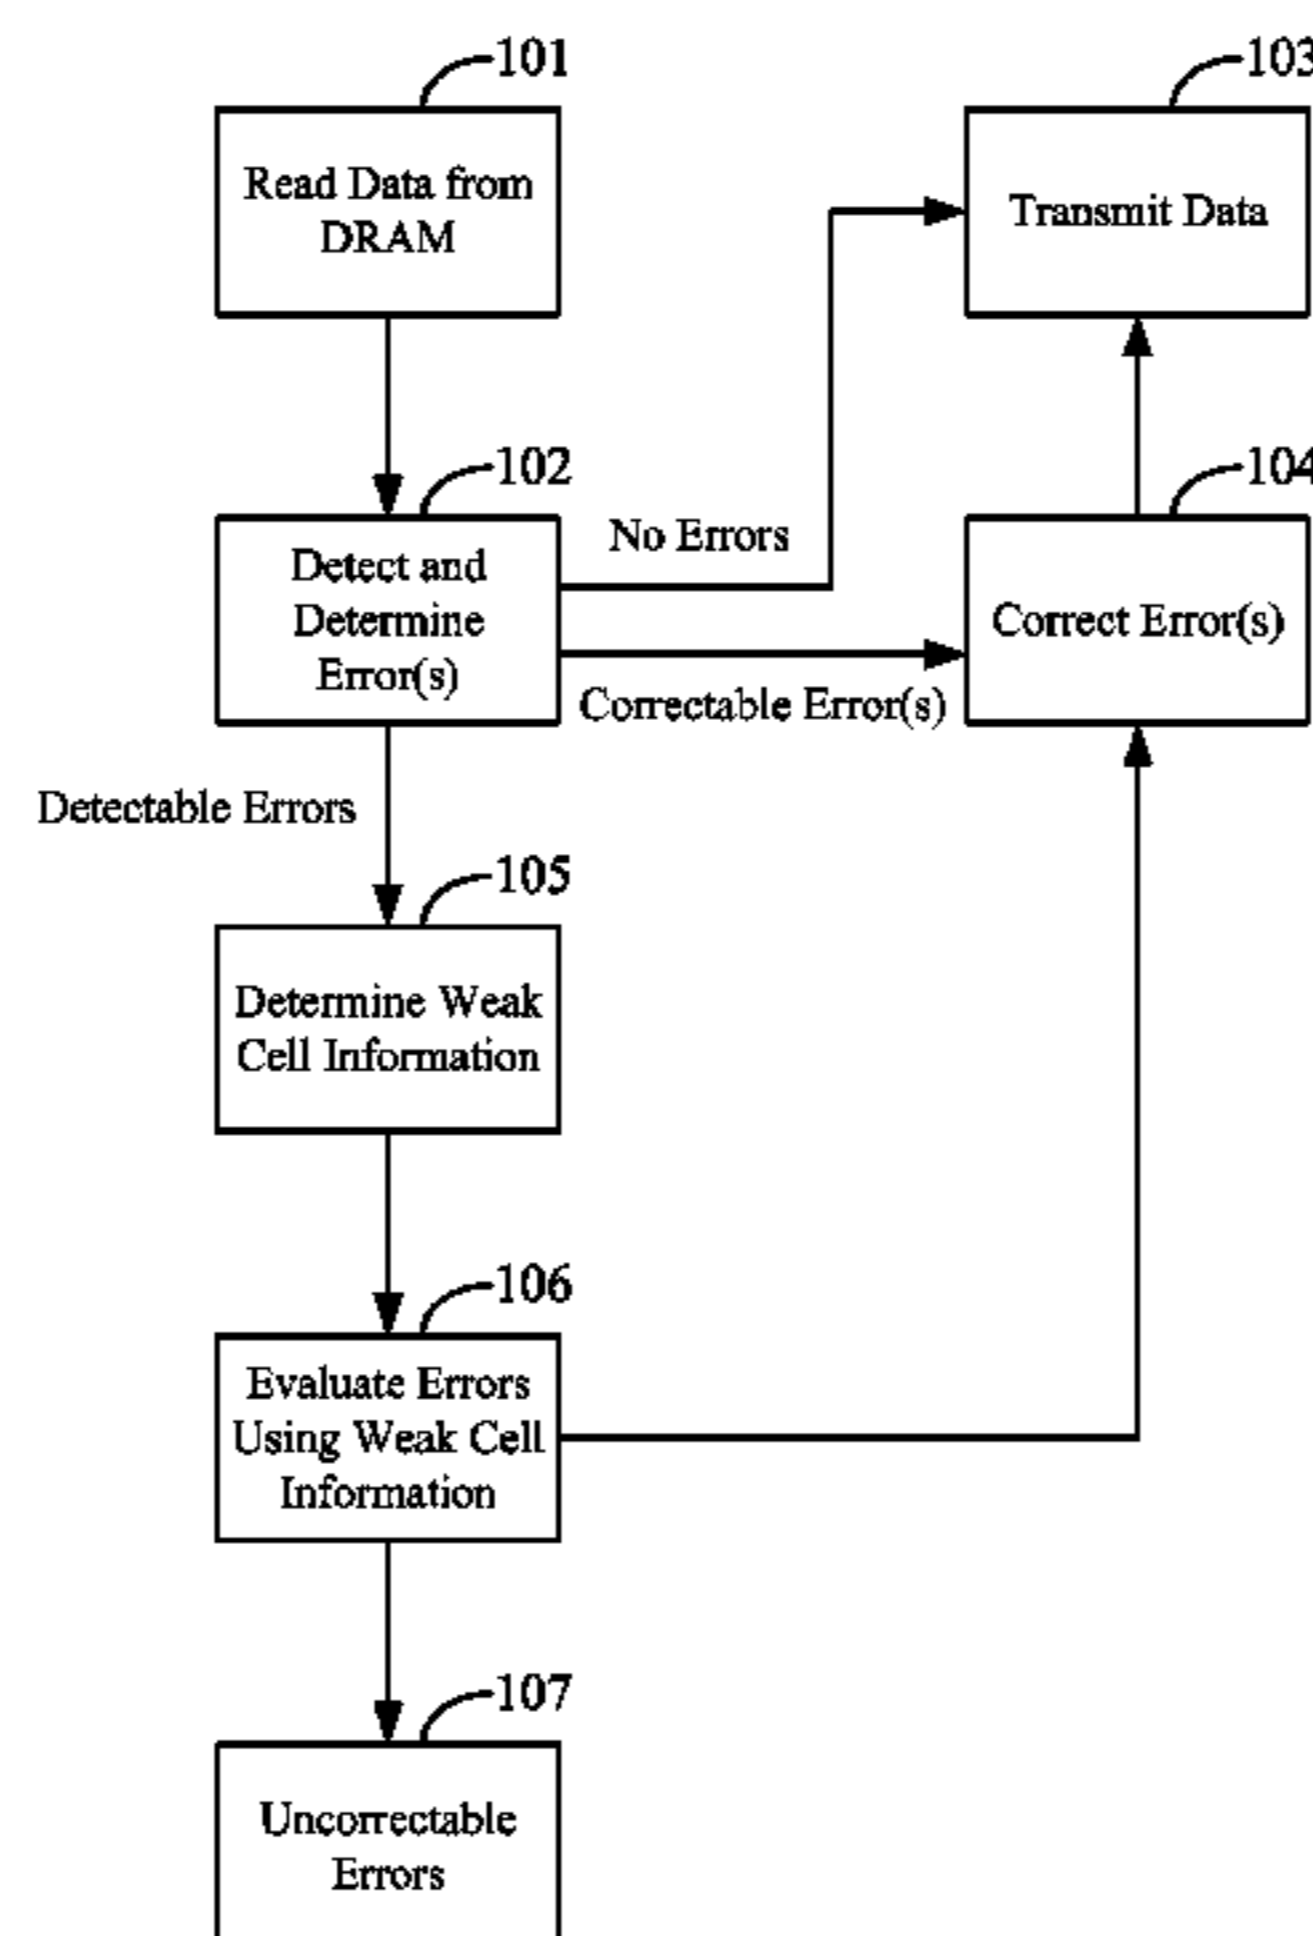 101
Read Data from
DRAM
103
Transmit Data
102
Detect and
Determine
Error(s)
No Errors
Correctable Error(s)
104
Correct Error(s)
Detectable Errors
105
Determine Weak
Cell Information
106
Evaluate Errors
Using Weak Cell
Information
107
Uncorrectable
Errors